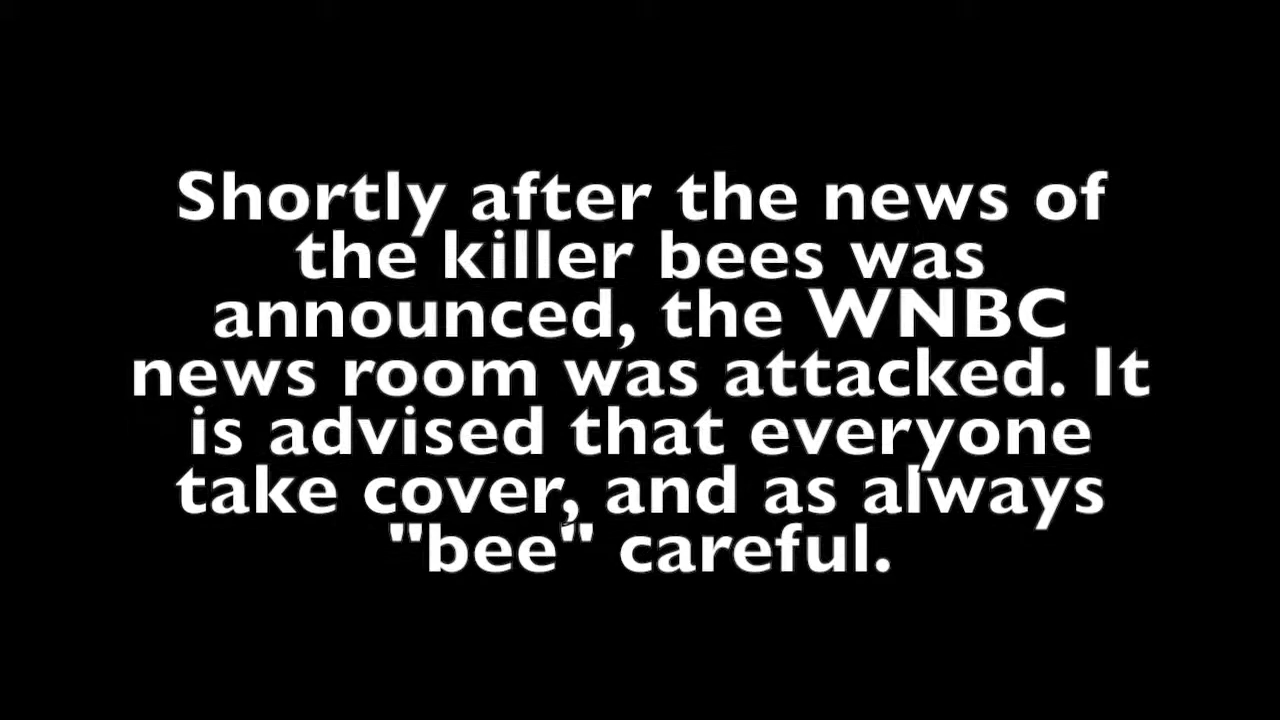 Shortly after the news of
the killer bees was
announced, the WNBC
news room was attacked. It
is advised that everyone
take cover, and as always
"bee" careful.